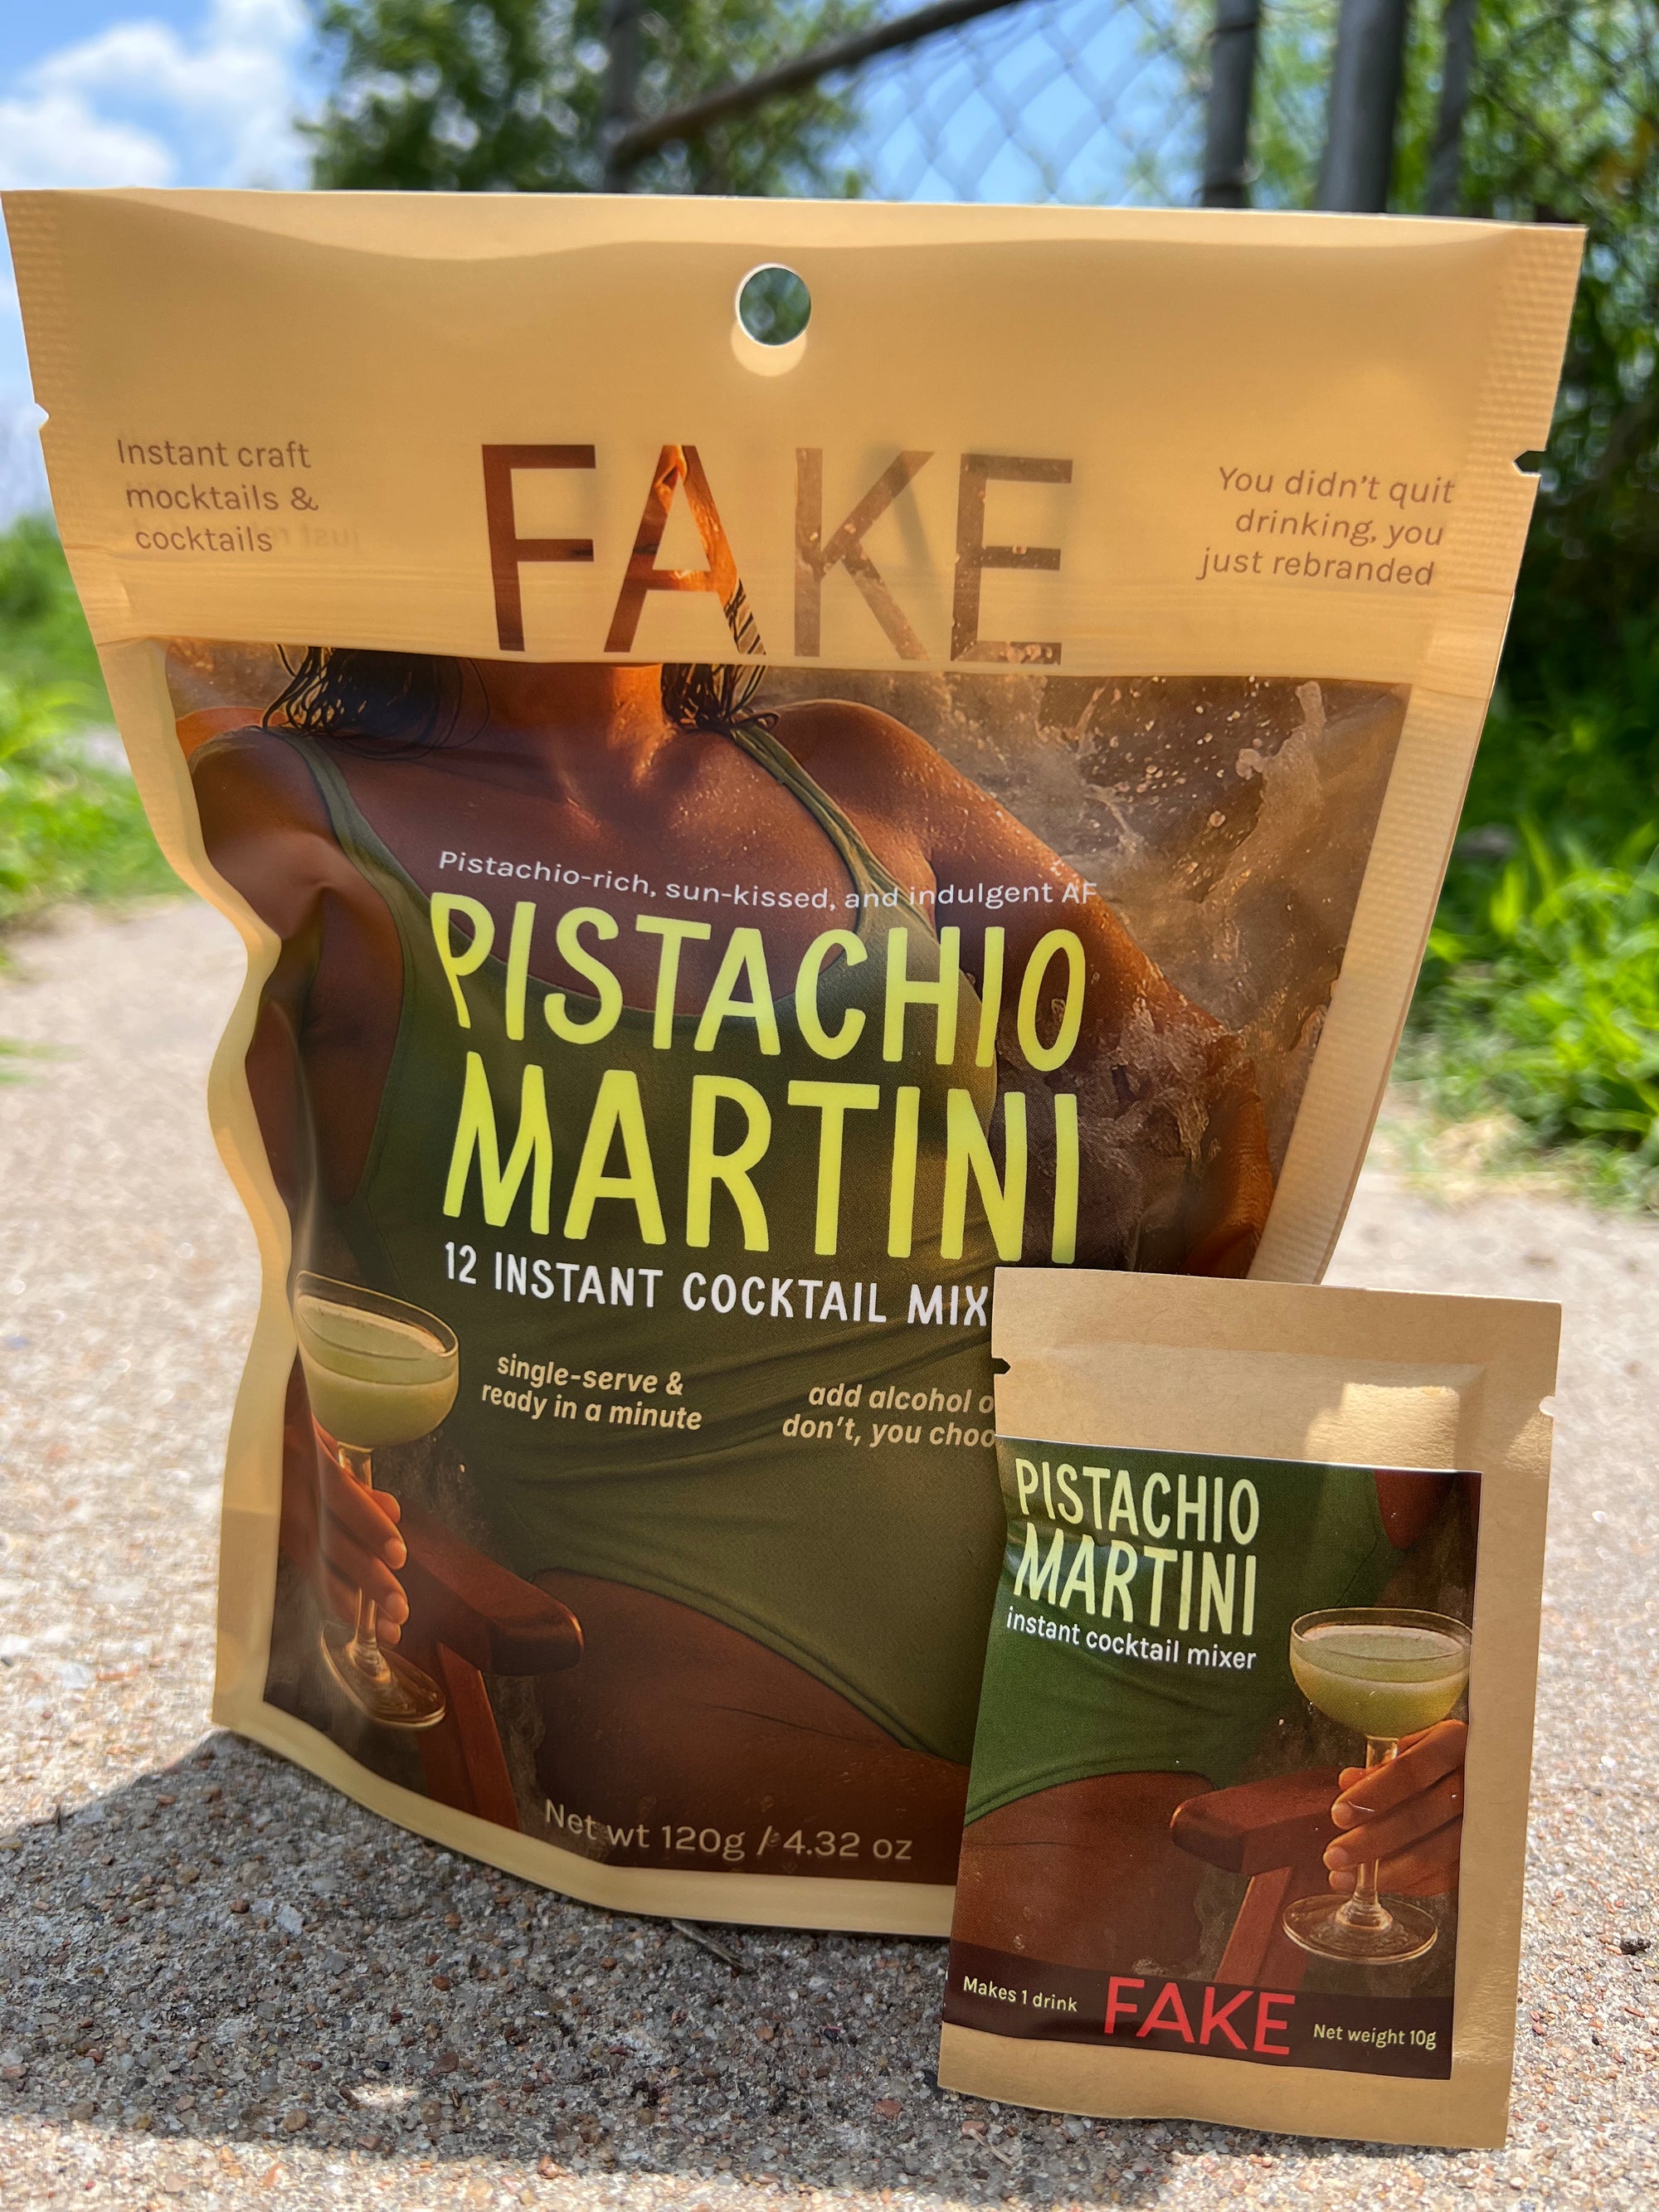 Instant craft
mocktails &
cocktails
FAKE
You didn't quit
drinking, you
just rebranded
Pistachio-rich, sun-kissed, and indulgent AF
PISTACHIO
MARTINI
12 INSTANT COCKTAIL MIX
single-serve &
ready in a minute
add alcohol o
don't, you choo
Net wt 120g / 4.32 oz
PISTACHIO
MARTINI
instant cocktail mixer
Makes 1 drink
FAKE
Net weight 10g